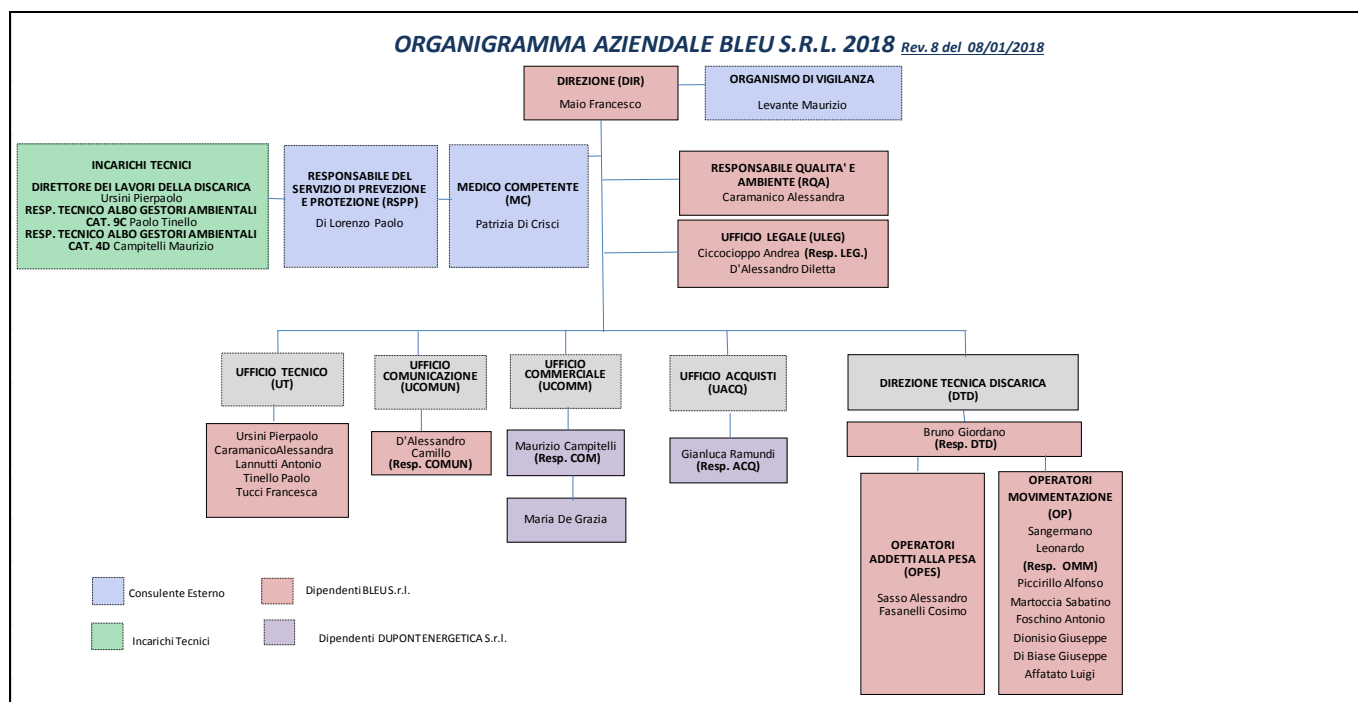 ORGANIGRAMMA AZIENDALE BLEU S.R.L. 2018 Rev. 8 del 08/01/2018
DIREZIONE (DIR)
Maio Francesco
ORGANISMO DI VIGILANZA
Levante Maurizio
INCARICHI TECNICI
DIRETTORE DEI LAVORI DELLA DISCARICA
Ursini Pierpaolo
RESP. TECNICO ALBO GESTORI AMBIENTALI
CAT. 9C Paolo Tinello
RESP. TECNICO ALBO GESTORI AMBIENTALI
CAT. 4D Campitelli Maurizio
RESPONSABILE DEL
SERVIZIO DI PREVEZIONE
E PROTEZIONE (RSPP)
Di Lorenzo Paolo
MEDICO COMPETENTE
(MC)
Patrizia Di Crisci
RESPONSABILE QUALITA' E
AMBIENTE (RQA)
Caramanico Alessandra
UFFICIO LEGALE (ULEG)
Ciccocioppo Andrea (Resp. LEG.)
D'Alessandro Diletta
UFFICIO TECNICO
(UT)
Ursini Pierpaolo
CaramanicoAlessandra
Lannutti Antonio
Tinello Paolo
Tucci Francesca
UFFICIO
COMUNICAZIONE
(UCOMUN)
D'Alessandro
Camillo
(Resp. COMUN)
UFFICIO
COMMERCIALE
(UCOMM)
Maurizio Campitelli
(Resp. COM)
Maria De Grazia
UFFICIO ACQUISTI
(UACQ)
Gianluca Ramundi
(Resp. ACQ)
DIREZIONE TECNICA DISCARICA
(DTD)
Bruno Giordano
(Resp. DTD)
OPERATORI
ADDETTI ALLA PESA
(OPES)
Sasso Alessandro
Fasanelli Cosimo
OPERATORI
MOVIMENTAZIONE
(OP)
Sangermano
Leonardo
(Resp. OMM)
Piccirillo Alfonso
Martoccia Sabatino
Foschino Antonio
Dionisio Giuseppe
Di Biase Giuseppe
Affatato Luigi
Consulente Esterno
Dipendenti BLEU S.r.l.
Incarichi Tecnici
Dipendenti DUPONT ENERGETICA S.r.l.